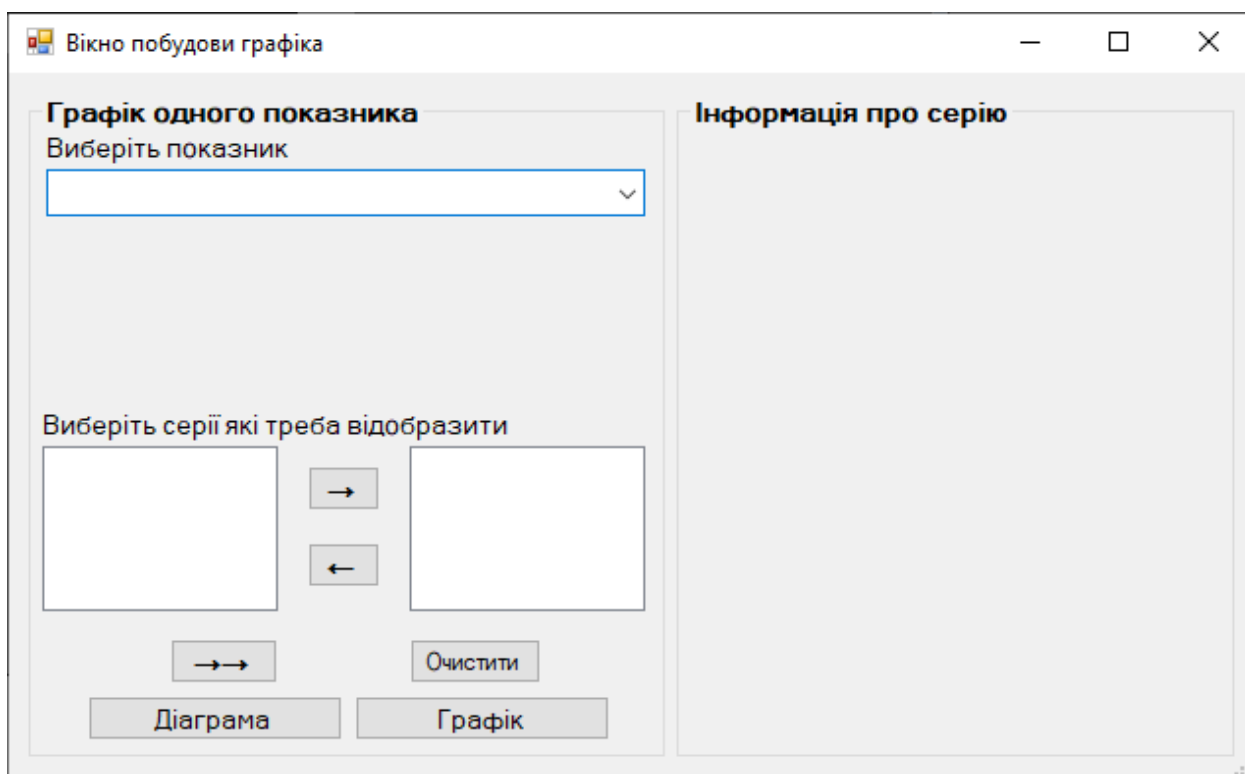 Вікно побудови графіка
Графік одного показника
Виберіть показник
Виберіть серії які треба відобразити
→
←
→→
Очистити
Діаграма
Графік
Інформація про серію